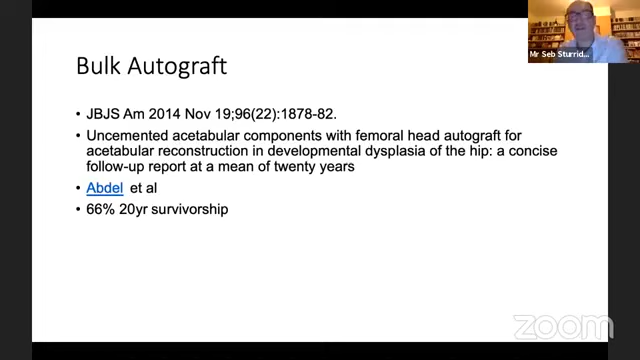 Mr Seb Sturrid...
Bulk Autograft
• JBJS Am 2014 Nov 19;96(22):1878-82.
• Uncemented acetabular components with femoral head autograft for
acetabular reconstruction in developmental dysplasia of the hip: a concise
follow-up report at a mean of twenty years
• Abdel et al
• 66% 20yr survivorship
zoom